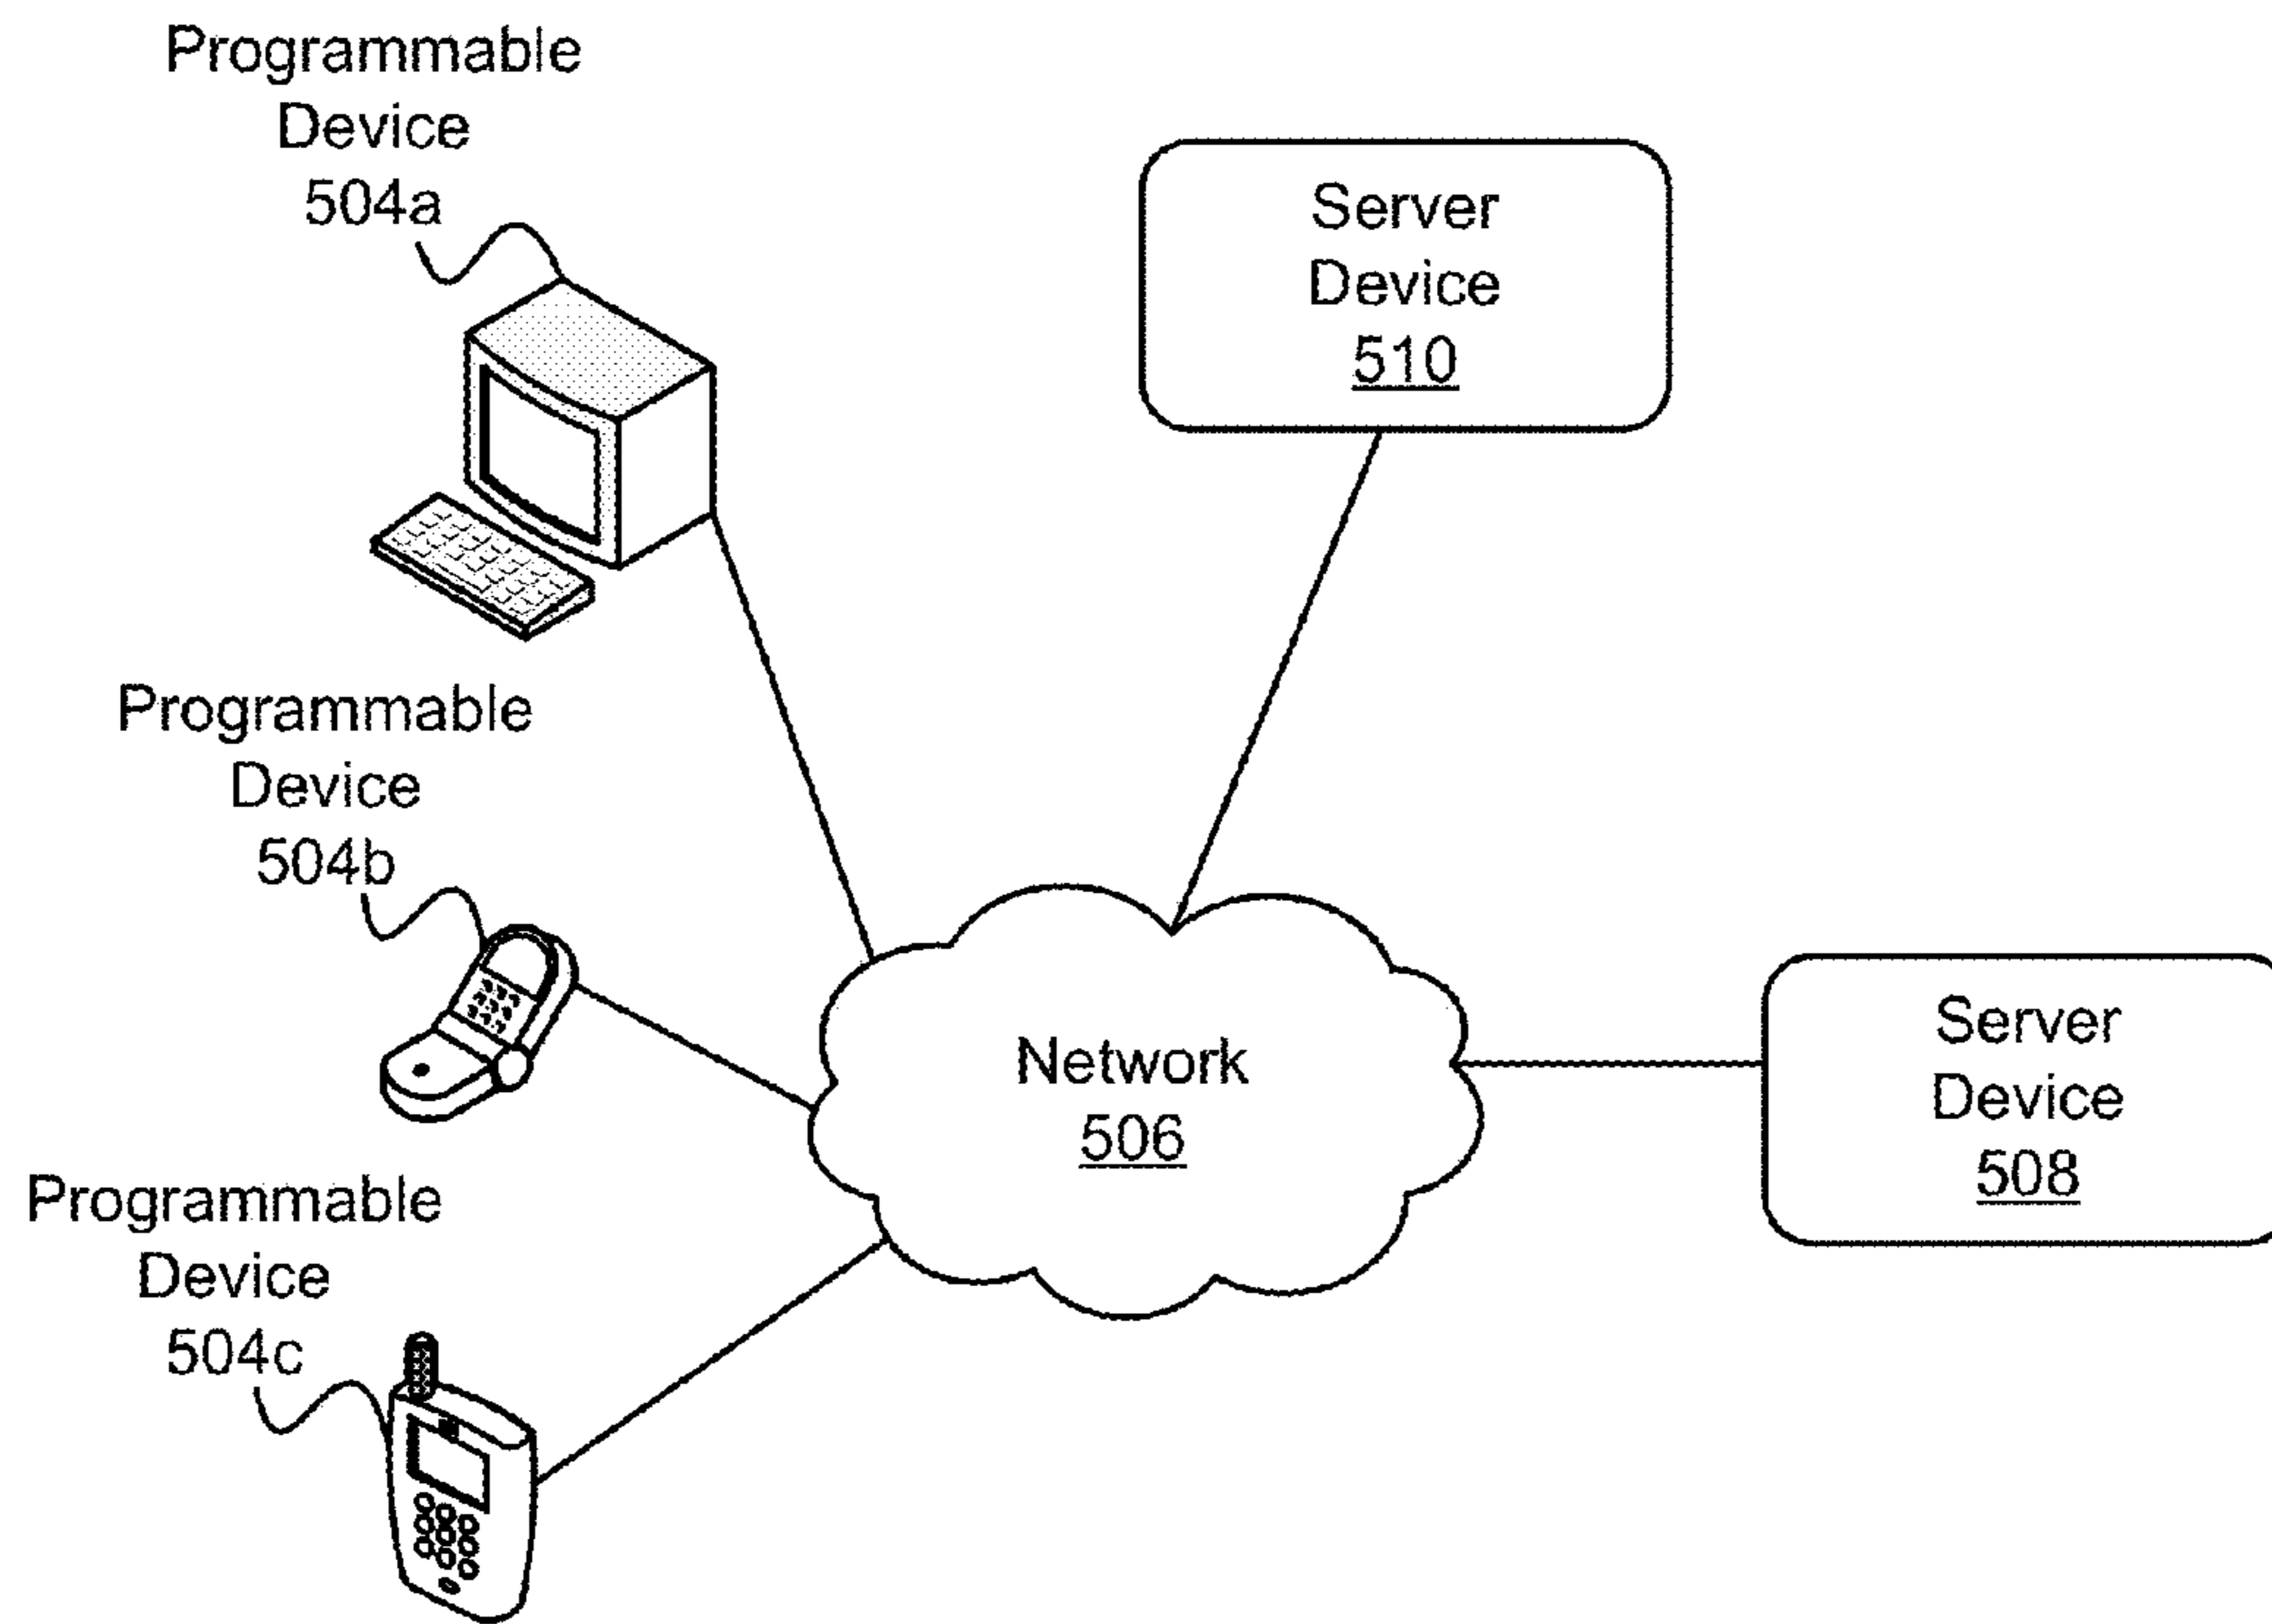 Programmable
Device
504a
Server
Device
510
Programmable
Device
504b
Network
506
Server
Device
508
Programmable
Device
504c